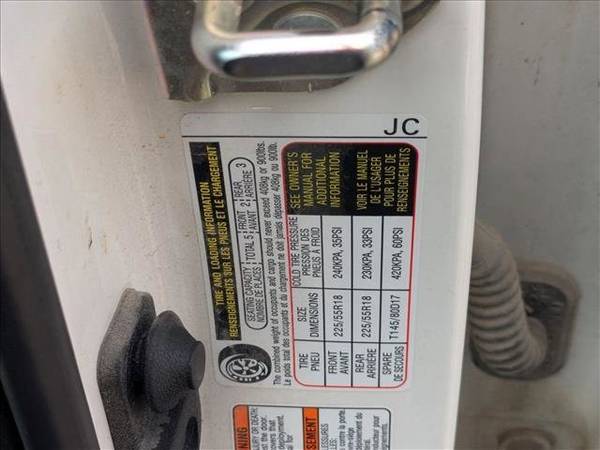 JC
TIRE AND LOADING INFORMATION
RENSEIGNEMENTS SUR LES PNEUS ET LE CHARGEMENT
SEATING CAPACITY TOTAL 5 FRONT 2 REAR 3
NOMBRE DE PLACES AVANT ARRIÈRE
The combined weight of occupants and cargo should never exceed 408kg or 900lbs.
Le poids total des occupants et du chargement ne doit jamais dépasser 408kg ou 900lb.
TIRE SIZE COLD TIRE PRESSURE SEE OWNER'S
PNEU DIMENSIONS PRESSION DES MANUAL FOR
PNEUS A FROID ADDITIONAL
INFORMATION
FRONT 225/55R18 240KPA, 35PSI
AVANT
REAR 225/55R18 230KPA, 33PSI
ARRIÈRE
SPARE T145/80D17 420KPA, 60PSI
DE SECOURS
VOIR LE MANUEL
DE L'USAGER
POUR PLUS DE
RENSEIGNEMENTS
INJURY OR DEATH: